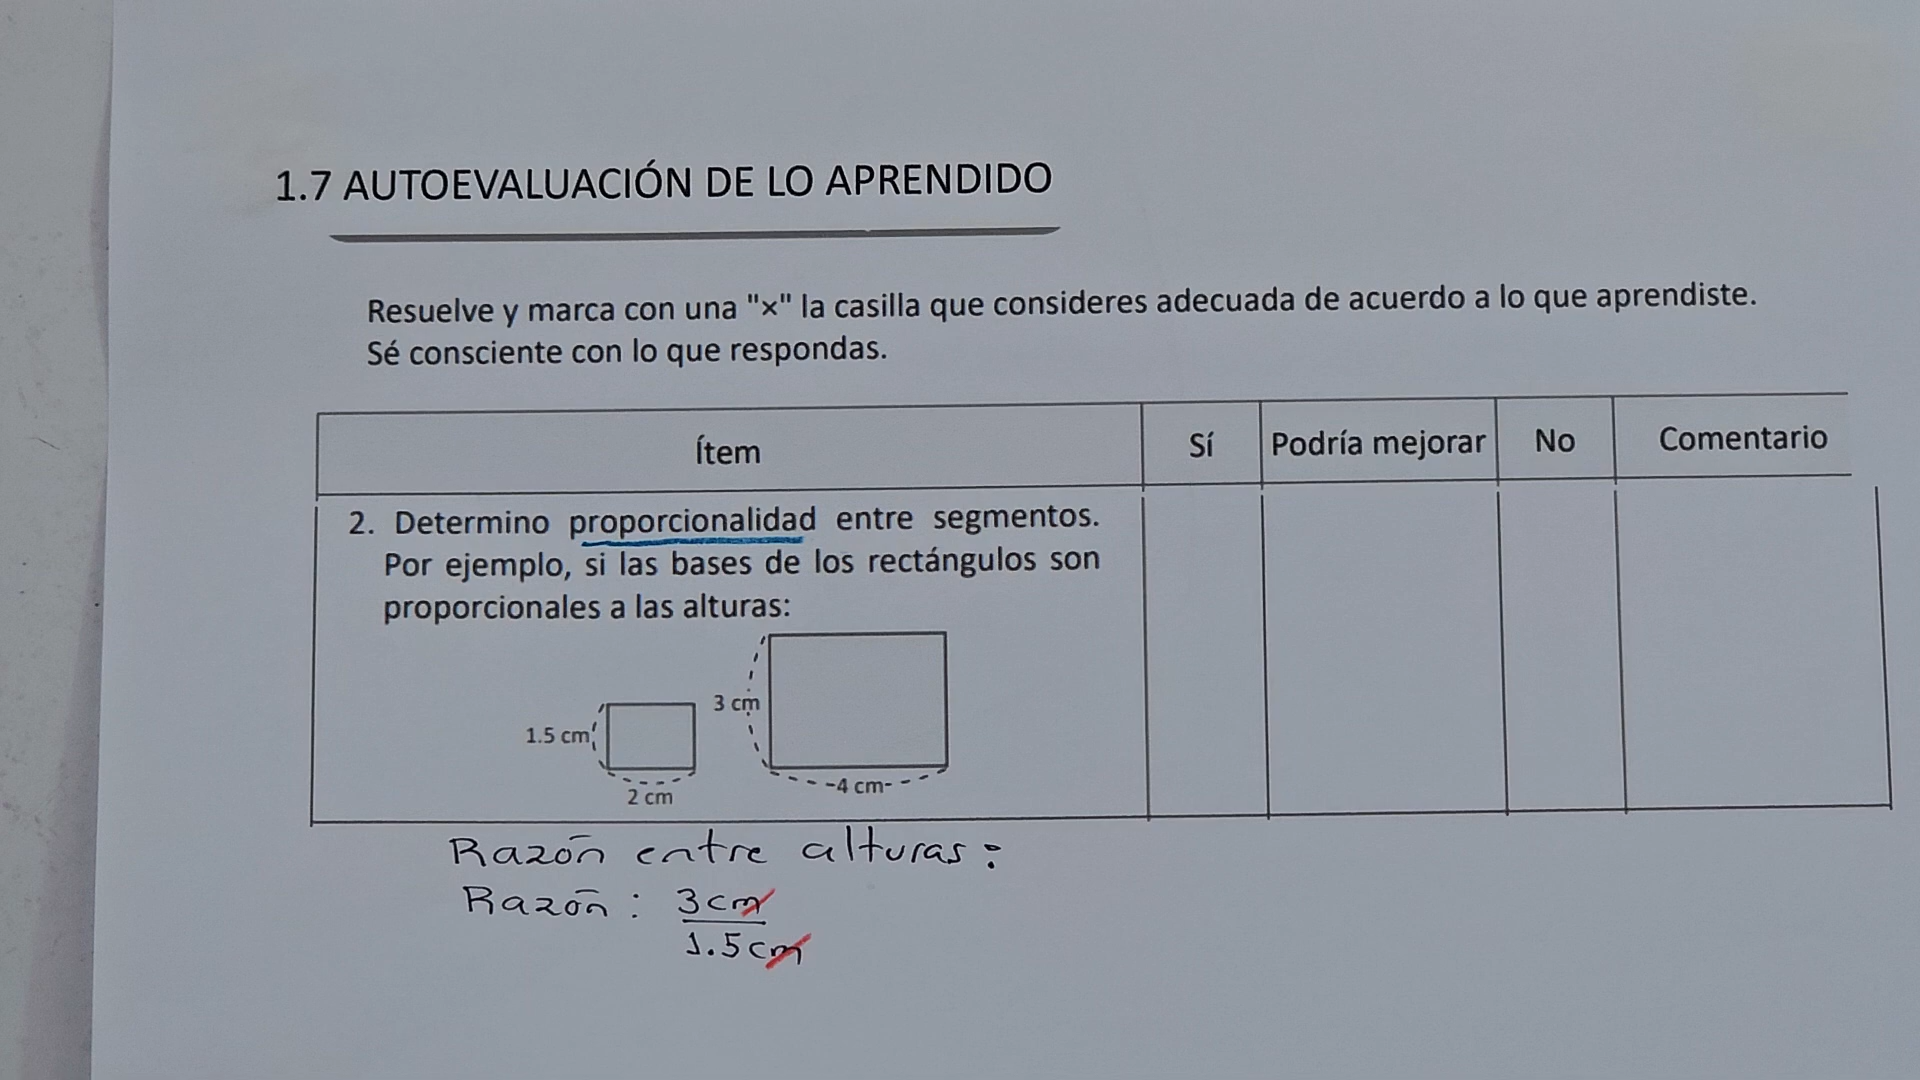 1.7 AUTOEVALUACIÓN DE LO APRENDIDO
Resuelve y marca con una "×" la casilla que consideres adecuada de acuerdo a lo que aprendiste.
Sé consciente con lo que respondas.
Ítem Sí Podría mejorar No Comentario
2. Determino proporcionalidad entre segmentos.
Por ejemplo, si las bases de los rectángulos son
proporcionales a las alturas:
3 cm
1.5 cm
4 cm
2 cm
Razón entre alturas:
Razón: 3cm
1.5cm